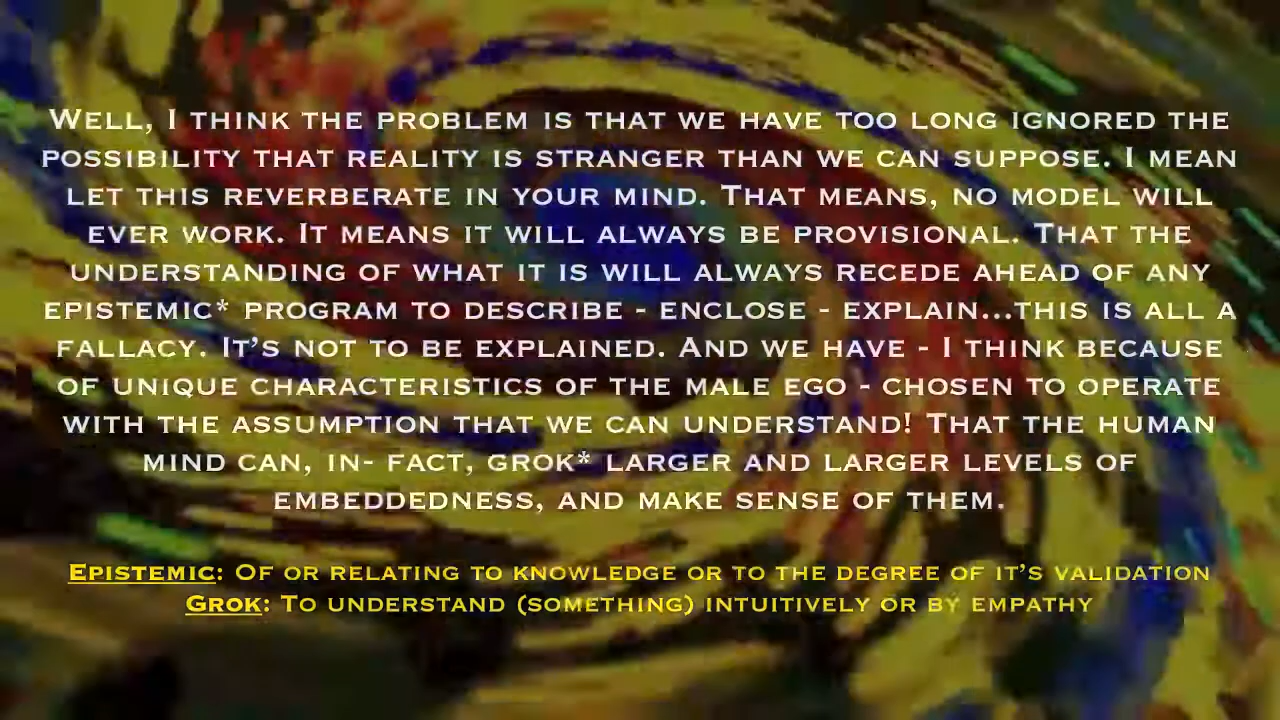 Well, I think the problem is that we have too long ignored the
possibility that reality is stranger than we can suppose. I mean
let this reverberate in your mind. That means, no model will
ever work. It means it will always be provisional. That the
understanding of what it is will always recede ahead of any
epistemic* program to describe - enclose - explain...this is all a
fallacy. It’s not to be explained. And we have - I think because
of unique characteristics of the male ego - chosen to operate
with the assumption that we can understand! That the human
mind can, in- fact, grok* larger and larger levels of
embeddedness, and make sense of them.
Epistemic: Of or relating to knowledge or to the degree of it’s validation
Grok: To understand (something) intuitively or by empathy